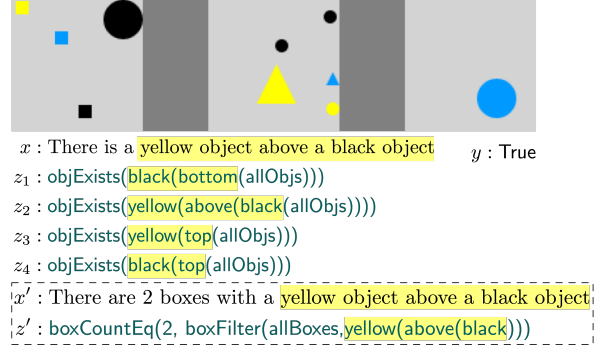 x : There is a yellow object above a black object
y : True
z₁ : objExists(black(bottom(allObjs)))
z₂ : objExists(yellow(above(black(allObjs))))
z₃ : objExists(yellow(top(allObjs)))
z₄ : objExists(black(top(allObjs)))
x′ : There are 2 boxes with a yellow object above a black object
z′ : boxCountEq(2, boxFilter(allBoxes,yellow(above(black)))